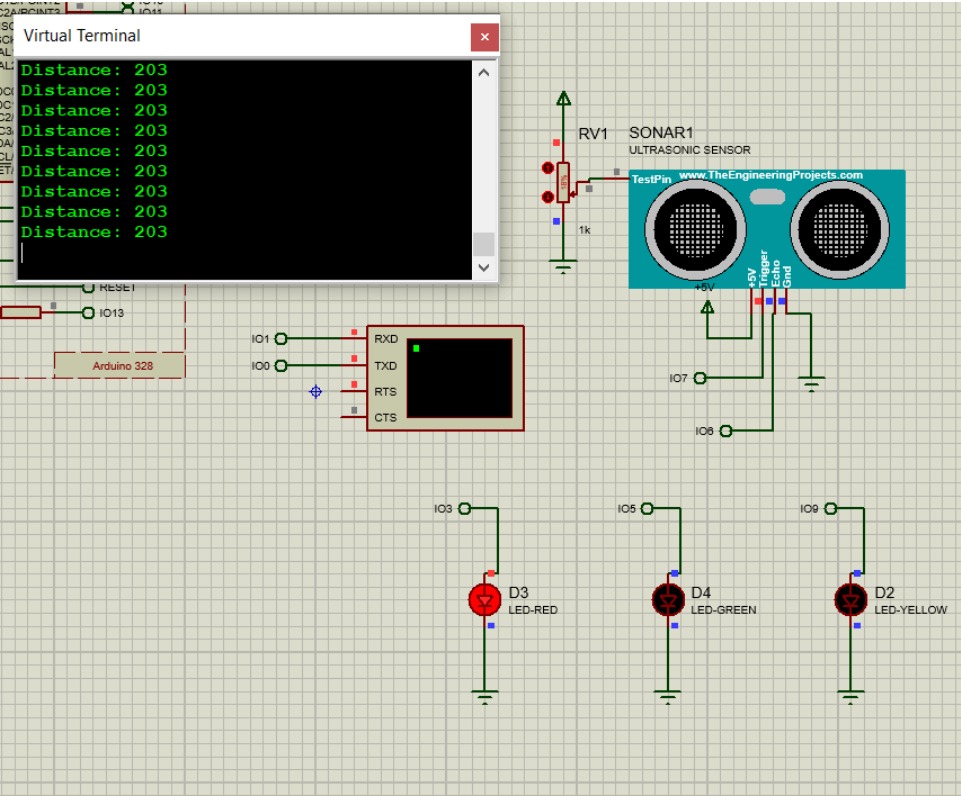 Virtual Terminal
Distance: 203
Distance: 203
Distance: 203
Distance: 203
Distance: 203
Distance: 203
Distance: 203
Distance: 203
Distance: 203
IO11
RV1
SONAR1
ULTRASONIC SENSOR
TestPin
www.TheEngineeringProjects.com
1k
+5V
Trigger
Echo
Gnd
+5V
RESET
IO13
Arduino 328
IO1
RXD
IO0
TXD
RTS
CTS
IO7
IO6
IO3
IO5
IO9
D3
LED-RED
D4
LED-GREEN
D2
LED-YELLOW